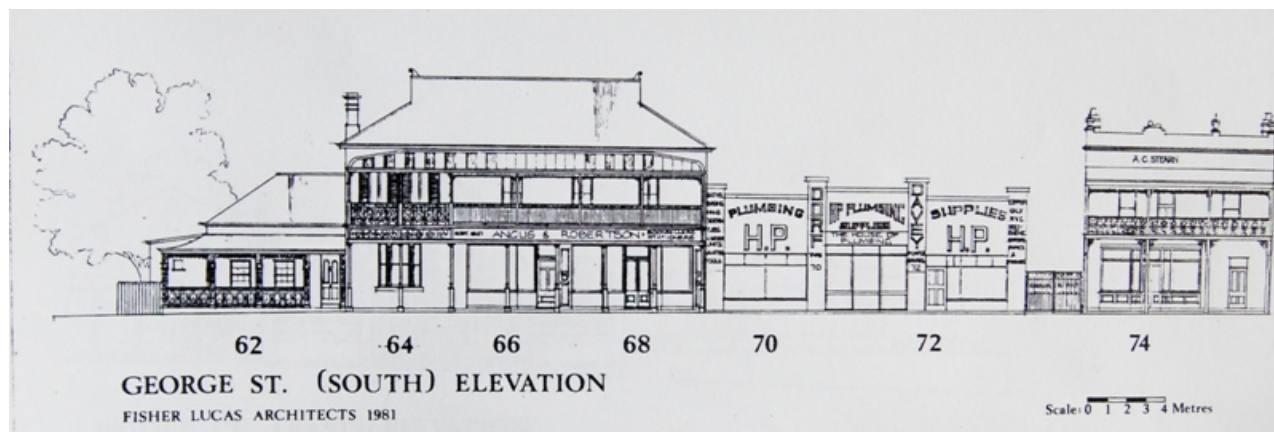 A.C. STEARN
ANGUS & ROBERTSON
PLUMBING
H.P.
DORF
70
HP PLUMBING
SUPPLIES
DAVEY
72
SUPPLIES
H.P.
62 64 66 68 70 72 74
GEORGE ST. (SOUTH) ELEVATION
FISHER LUCAS ARCHITECTS 1981
Scale: 0 1 2 3 4 Metres